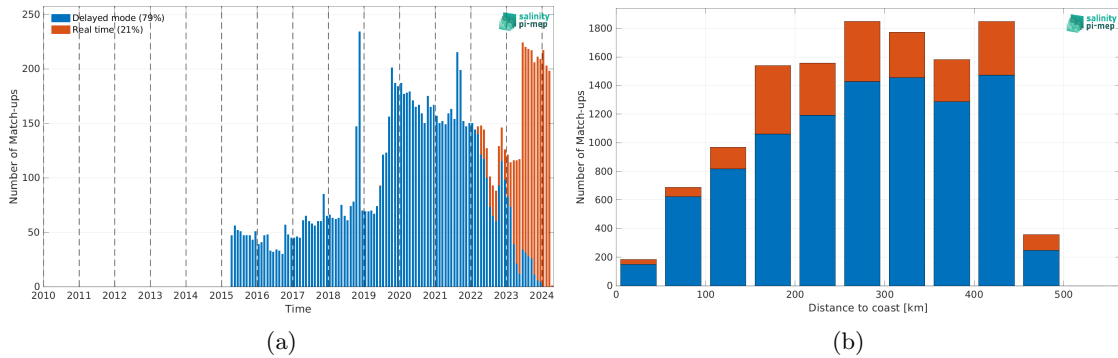 250
200
150
100
50
0
Number of Match-ups
Delayed mode (79%)
Real time (21%)
salinity
pi-mep
2010 2011 2012 2013 2014 2015 2016 2017 2018 2019 2020 2021 2022 2023 2024
Time
(a)
1800
1600
1400
1200
1000
800
600
400
200
0
Number of Match-ups
salinity
pi-mep
0 100 200 300 400 500
Distance to coast [km]
(b)